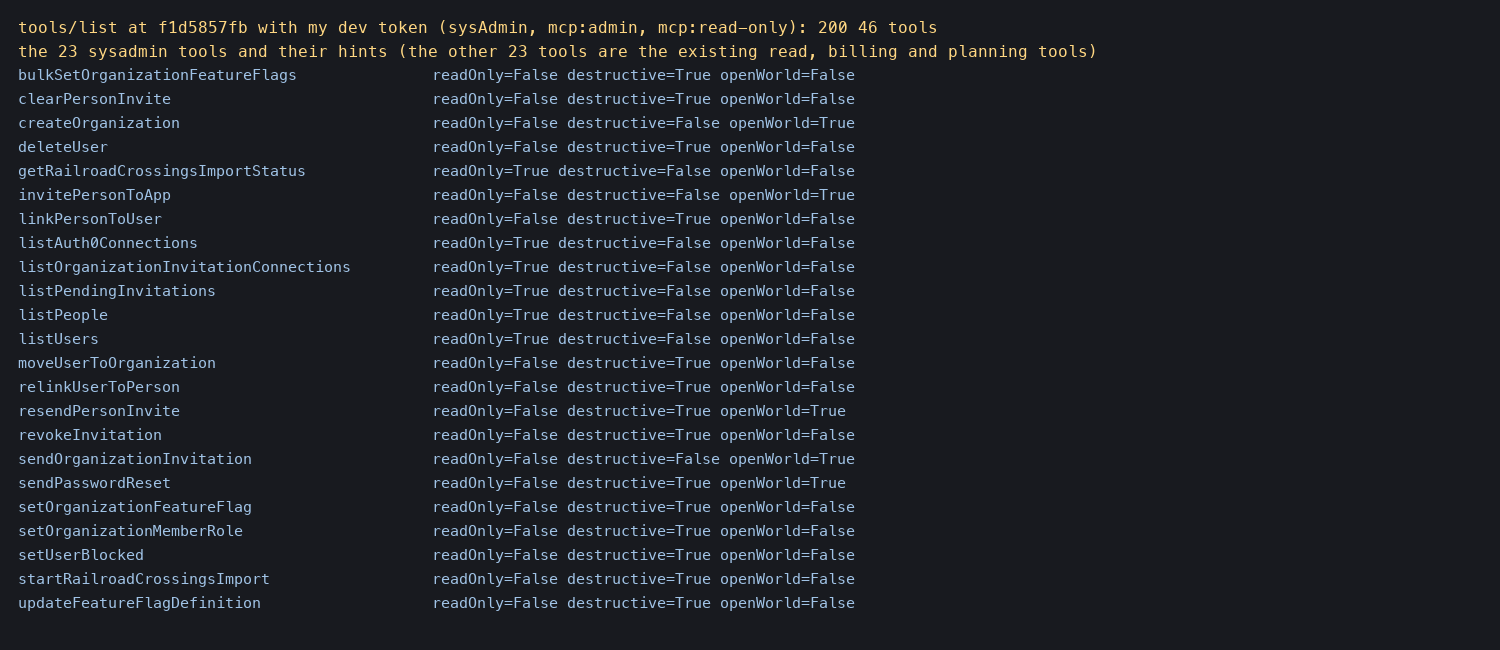 tools/list at f1d5857fb with my dev token (sysAdmin, mcp:admin, mcp:read-only): 200 46 tools
the 23 sysadmin tools and their hints (the other 23 tools are the existing read, billing and planning tools)
bulkSetOrganizationFeatureFlags readOnly=False destructive=True openWorld=False
clearPersonInvite readOnly=False destructive=True openWorld=False
createOrganization readOnly=False destructive=False openWorld=True
deleteUser readOnly=False destructive=True openWorld=False
getRailroadCrossingsImportStatus readOnly=True destructive=False openWorld=False
invitePersonToApp readOnly=False destructive=False openWorld=True
linkPersonToUser readOnly=False destructive=True openWorld=False
listAuth0Connections readOnly=True destructive=False openWorld=False
listOrganizationInvitationConnections readOnly=True destructive=False openWorld=False
listPendingInvitations readOnly=True destructive=False openWorld=False
listPeople readOnly=True destructive=False openWorld=False
listUsers readOnly=True destructive=False openWorld=False
moveUserToOrganization readOnly=False destructive=True openWorld=False
relinkUserToPerson readOnly=False destructive=True openWorld=False
resendPersonInvite readOnly=False destructive=True openWorld=True
revokeInvitation readOnly=False destructive=True openWorld=False
sendOrganizationInvitation readOnly=False destructive=False openWorld=True
sendPasswordReset readOnly=False destructive=True openWorld=True
setOrganizationFeatureFlag readOnly=False destructive=True openWorld=False
setOrganizationMemberRole readOnly=False destructive=True openWorld=False
setUserBlocked readOnly=False destructive=True openWorld=False
startRailroadCrossingsImport readOnly=False destructive=True openWorld=False
updateFeatureFlagDefinition readOnly=False destructive=True openWorld=False